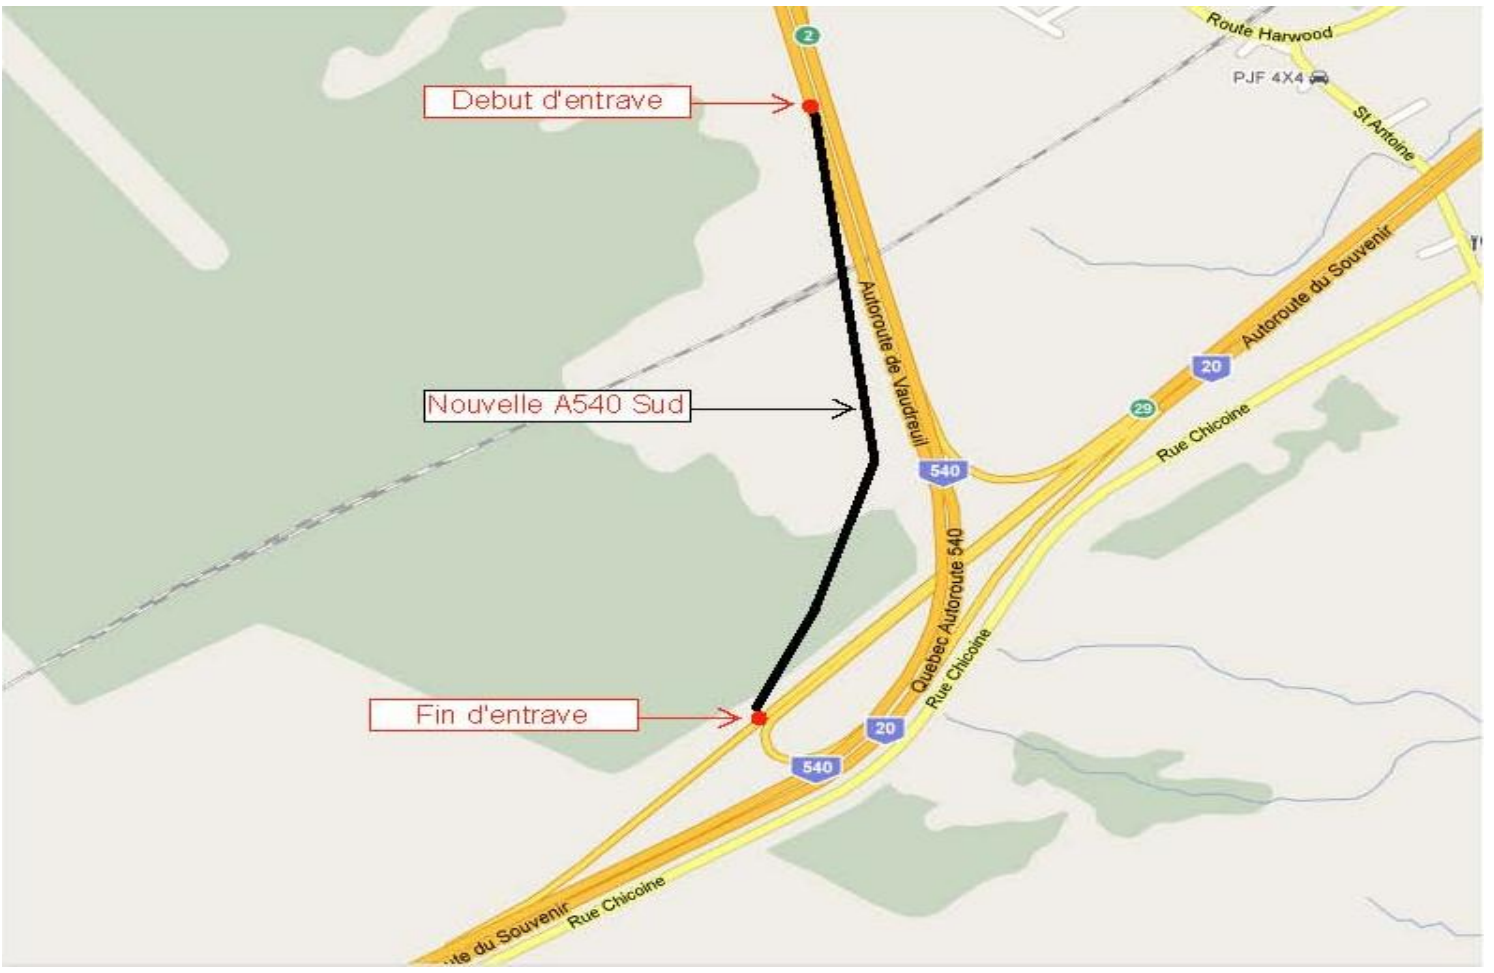 2
Route Harwood
PJF 4X4
Debut d'entrave
St Antoine
Autoroute du Souvenir
Autoroute de Vaudreuil
20
Nouvelle A540 Sud
29
Rue Chicoine
540
Quebec Autoroute 540
Rue Chicoine
Fin d'entrave
20
540
Rue Chicoine
ute du Souvenir